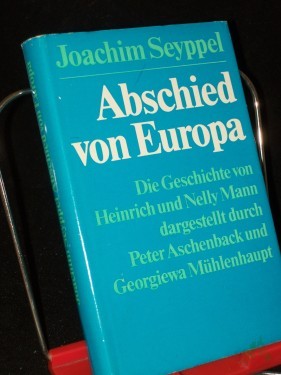 Joachim Seyppel
Abschied
von Europa
Die Geschichte von
Heinrich und Nelly Mann
dargestellt durch
Peter Aschenback und
Georgiewa Mühlenhaupt